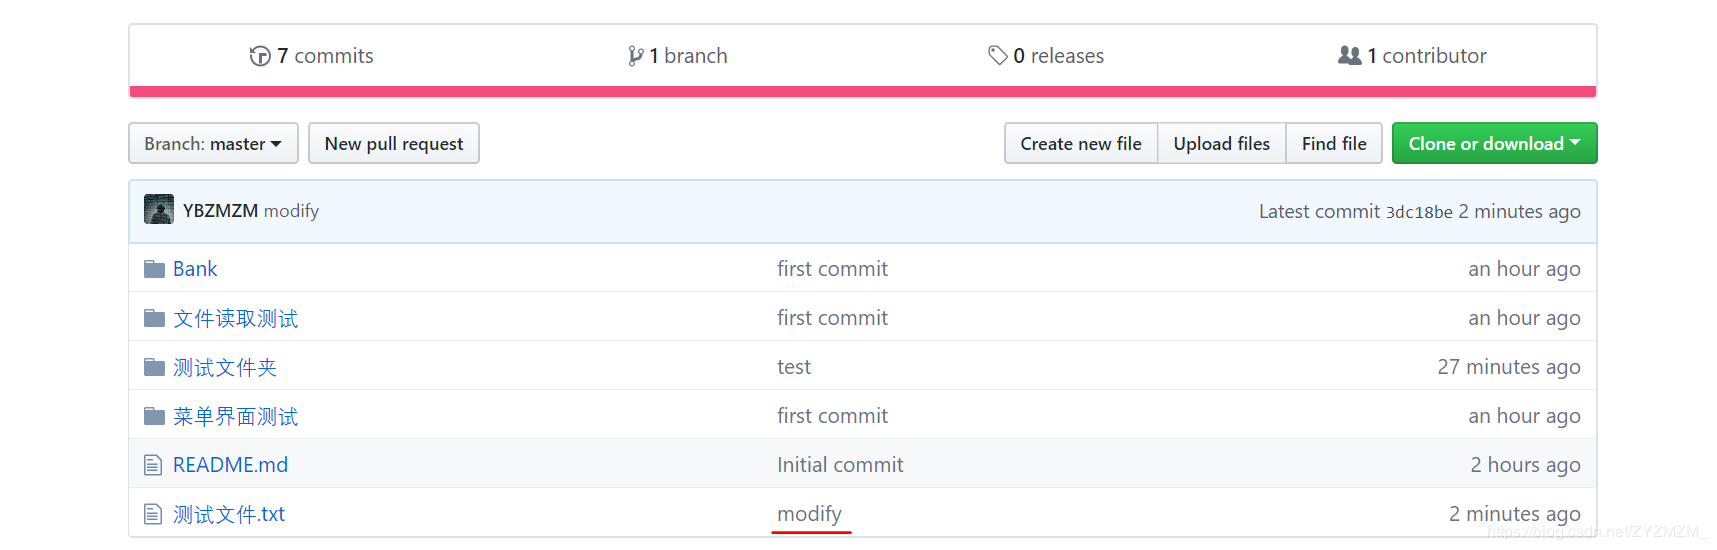 7 commits 1 branch 0 releases 1 contributor
Branch: master New pull request Create new file Upload files Find file Clone or download
YBZMZM modify Latest commit 3dc18be 2 minutes ago
Bank first commit an hour ago
文件读取测试 first commit an hour ago
测试文件夹 test 27 minutes ago
菜单界面测试 first commit an hour ago
README.md Initial commit 2 hours ago
测试文件.txt modify 2 minutes ago
https://blog.csdn.net/ZYZMZM_